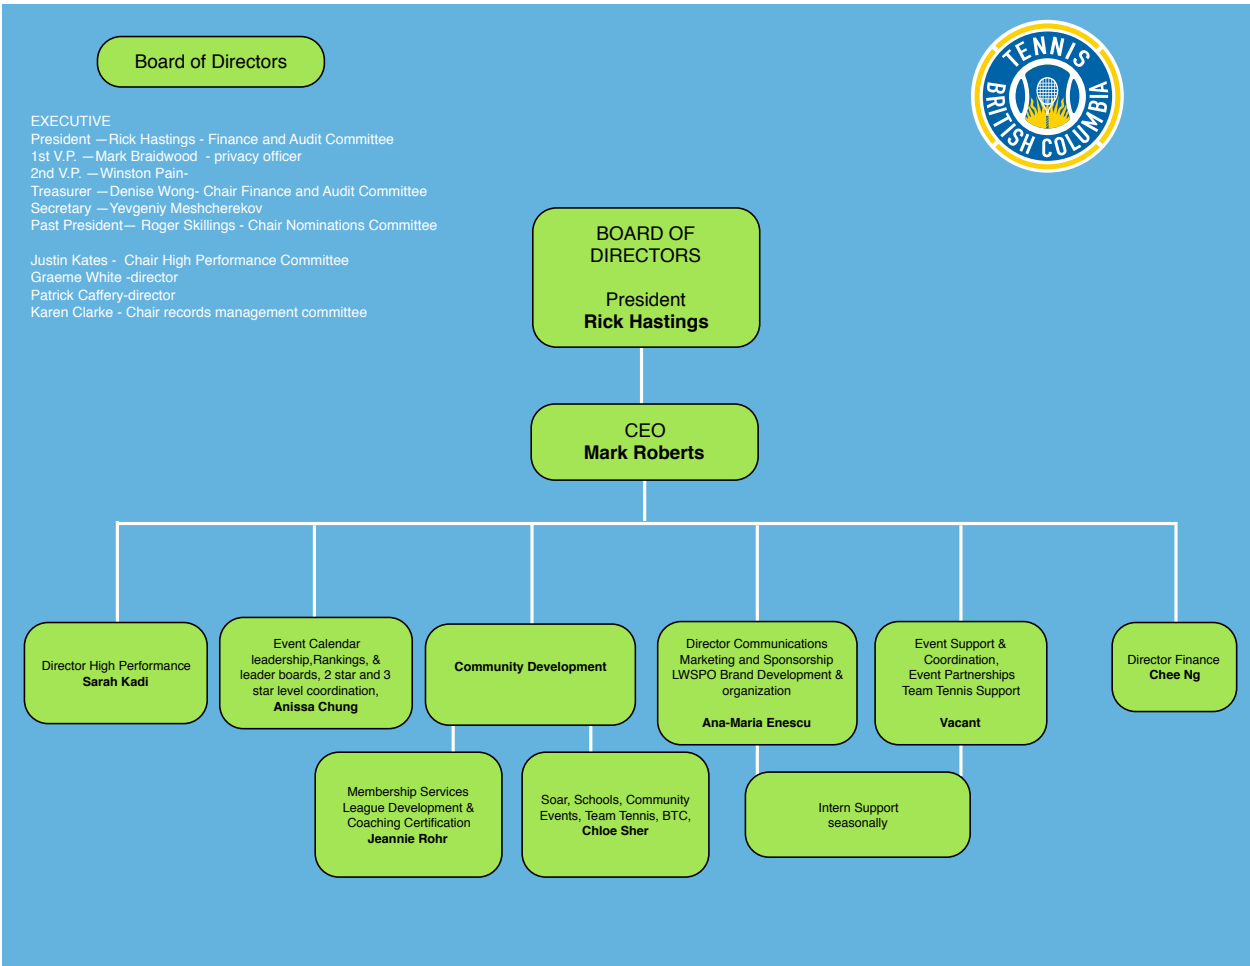 Board of Directors
TENNIS
BRITISH COLUMBIA
EXECUTIVE
President —Rick Hastings - Finance and Audit Committee
1st V.P. —Mark Braidwood  - privacy officer
2nd V.P. —Winston Pain-
Treasurer —Denise Wong- Chair Finance and Audit Committee
Secretary —Yevgeniy Meshcherekov
Past President— Roger Skillings - Chair Nominations Committee
Justin Kates -  Chair High Performance Committee
Graeme White -director
Patrick Caffery-director
Karen Clarke - Chair records management committee
BOARD OF
DIRECTORS
President
Rick Hastings
CEO
Mark Roberts
Director High Performance
Sarah Kadi
Event Calendar
leadership,Rankings, &
leader boards, 2 star and 3
star level coordination,
Anissa Chung
Community Development
Director Communications
Marketing and Sponsorship
LWSPO Brand Development &
organization
Ana-Maria Enescu
Event Support &
Coordination,
Event Partnerships
Team Tennis Support
Vacant
Director Finance
Chee Ng
Membership Services
League Development &
Coaching Certification
Jeannie Rohr
Soar, Schools, Community
Events, Team Tennis, BTC,
Chloe Sher
Intern Support
seasonally